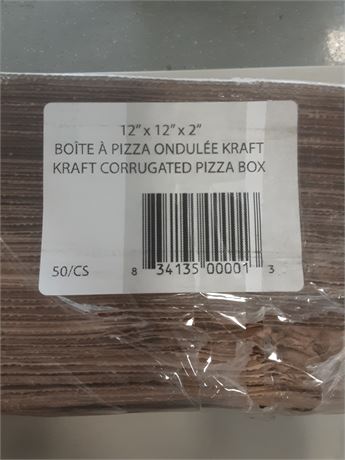 12" x 12" x 2"
BOÎTE À PIZZA ONDULÉE KRAFT
KRAFT CORRUGATED PIZZA BOX
50/CS
8 34135 00001 3